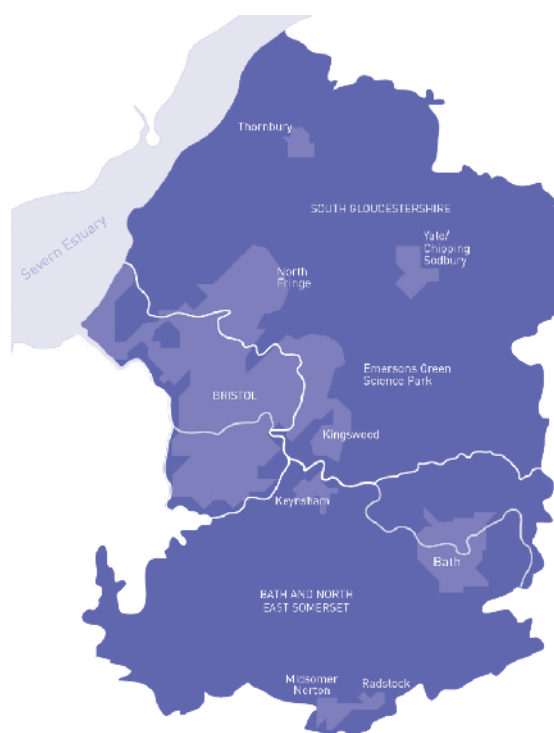 Thornbury
SOUTH GLOUCESTERSHIRE
Severn Estuary
Yate/
Chipping
Sodbury
North
Fringe
Emersons Green
Science Park
BRISTOL
Kingswood
Keynsham
Bath
BATH AND NORTH
EAST SOMERSET
Midsomer
Norton
Radstock